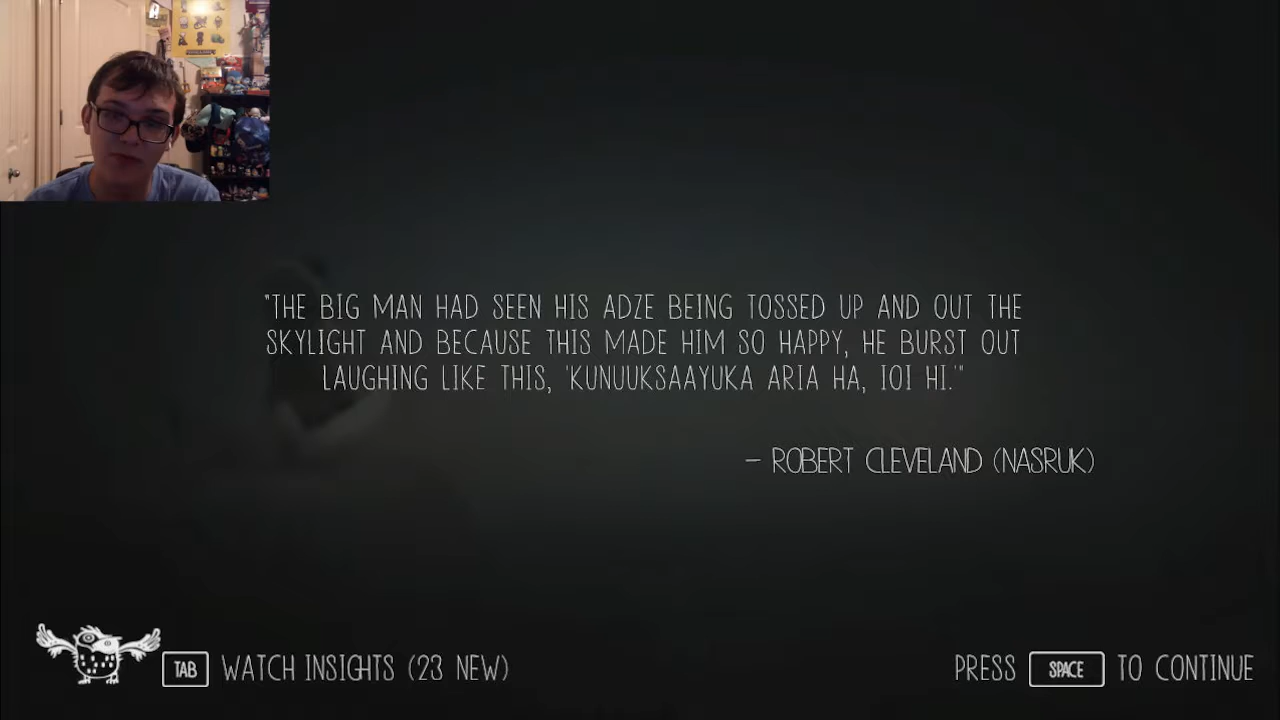 "THE BIG MAN HAD SEEN HIS ADZE BEING TOSSED UP AND OUT THE
SKYLIGHT AND BECAUSE THIS MADE HIM SO HAPPY, HE BURST OUT
LAUGHING LIKE THIS, 'KUNUUKSAAYUKA ARIA HA, IOI HI.'"
– ROBERT CLEVELAND (NASRUK)
TAB WATCH INSIGHTS (23 NEW)
PRESS SPACE TO CONTINUE